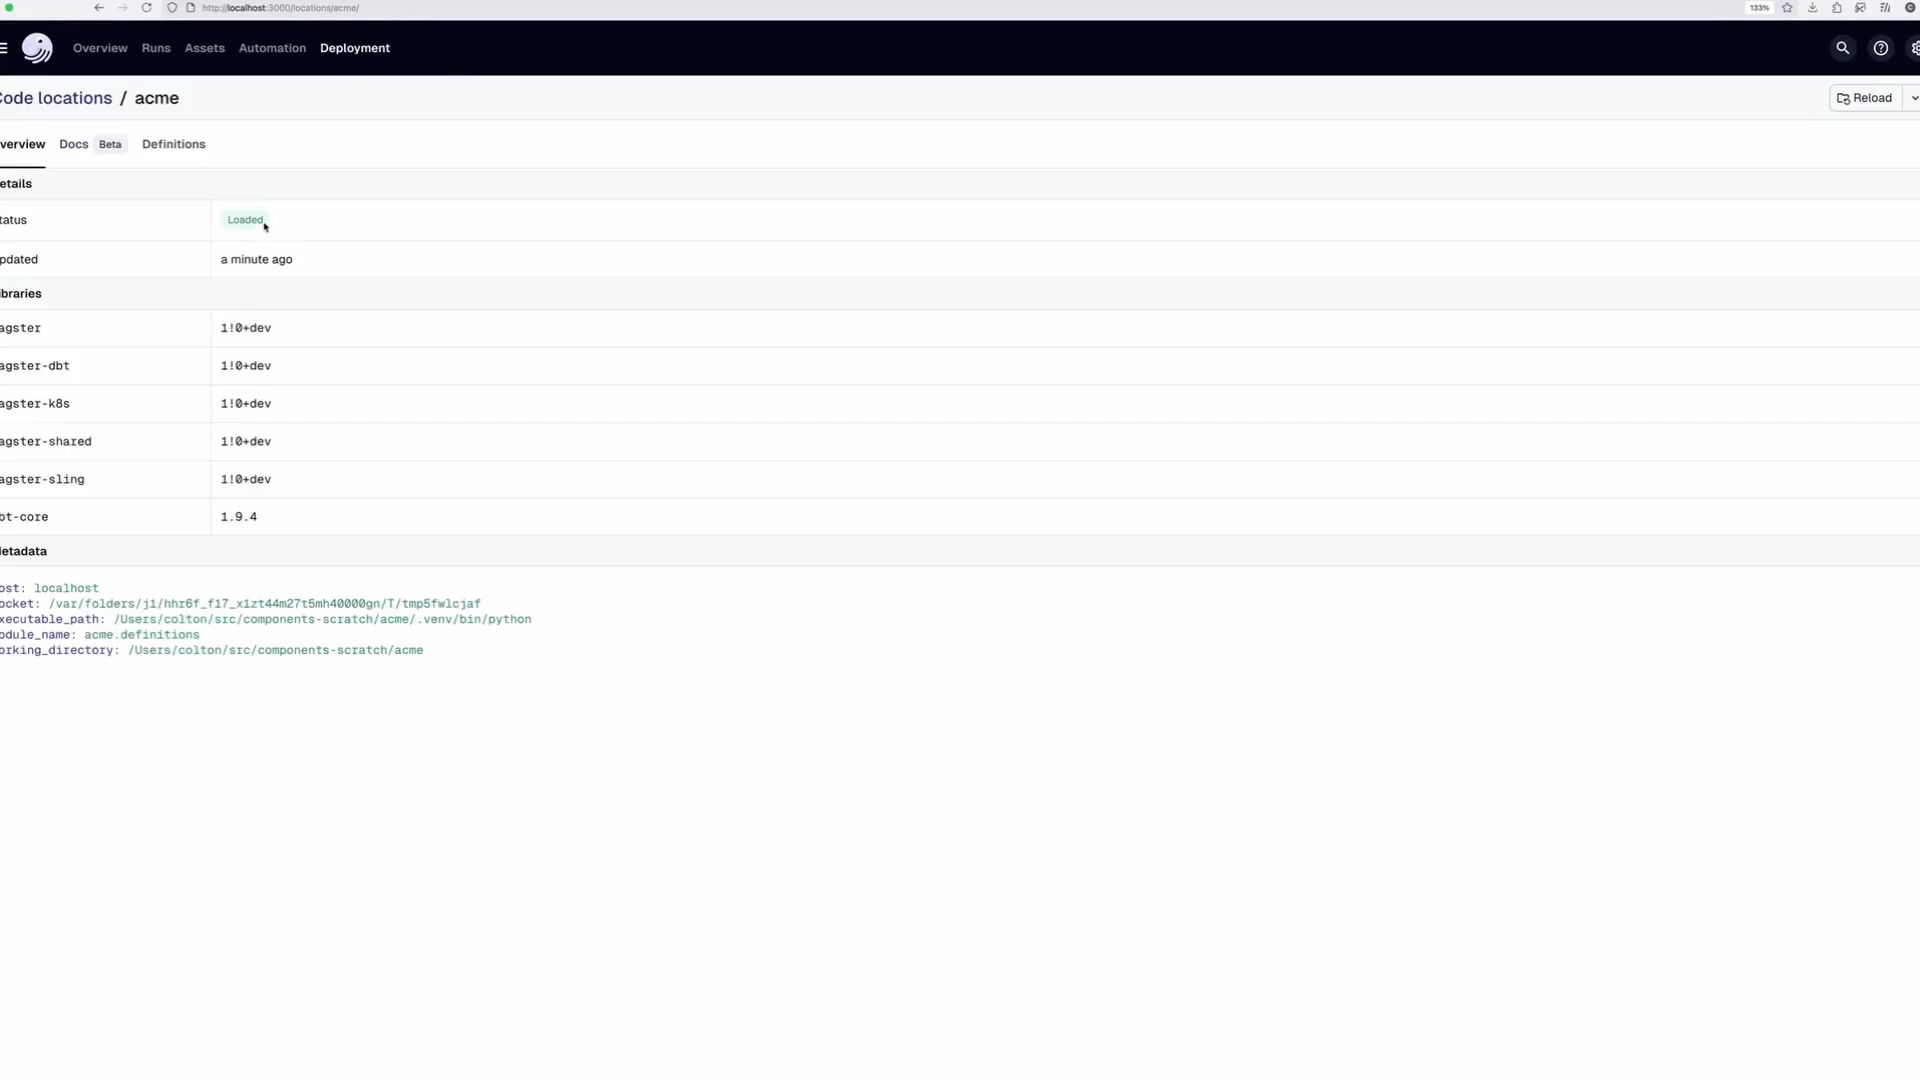 http://localhost:3000/locations/acme/
133%
Overview Runs Assets Automation Deployment
Code locations / acme
Reload
verview Docs Beta Definitions
etails
tatus Loaded
pdated a minute ago
ibraries
agster 1!0+dev
agster-dbt 1!0+dev
agster-k8s 1!0+dev
agster-shared 1!0+dev
agster-sling 1!0+dev
bt-core 1.9.4
etadata
ost: localhost
ocket: /var/folders/j1/hhr6f_f17_x1zt44m27t5mh40000gn/T/tmp5fwlcjaf
xecutable_path: /Users/colton/src/components-scratch/acme/.venv/bin/python
odule_name: acme.definitions
orking_directory: /Users/colton/src/components-scratch/acme